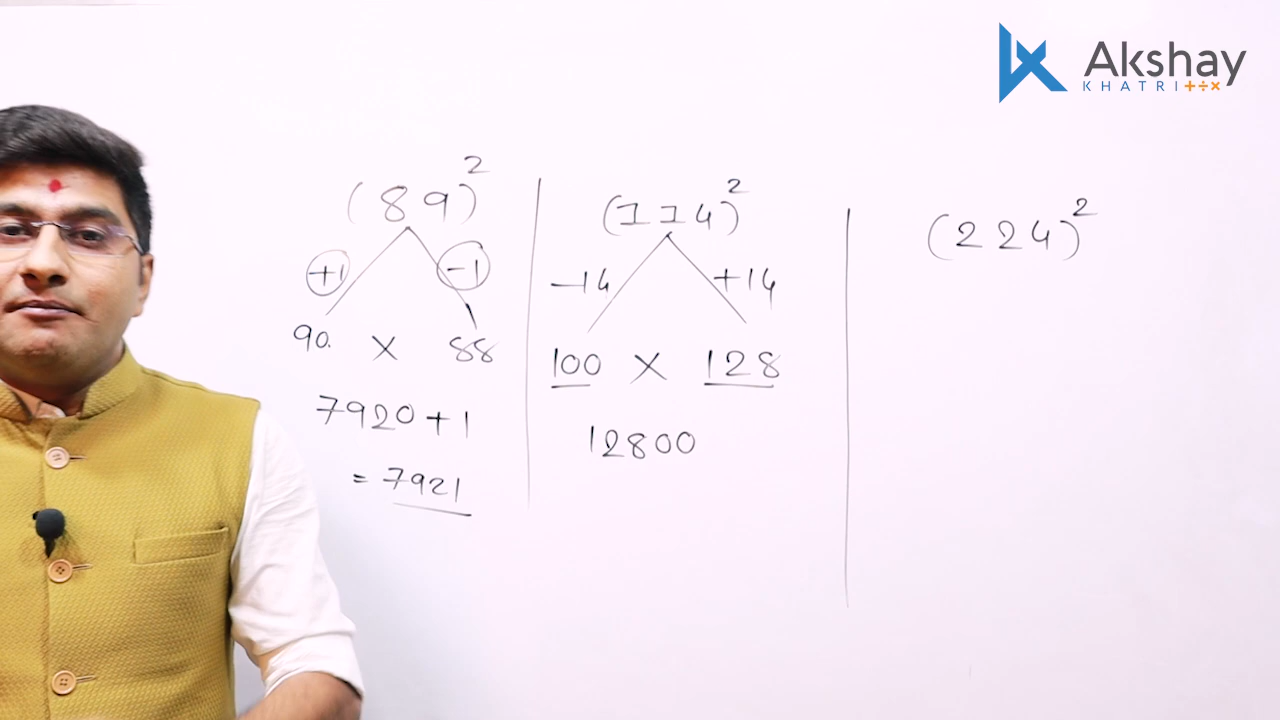 Akshay
KHATRI+÷×
(89)²
+1 -1
90. × 88
7920+1
= 7921
(114)²
-14 +14
100 × 128
12800
(224)²